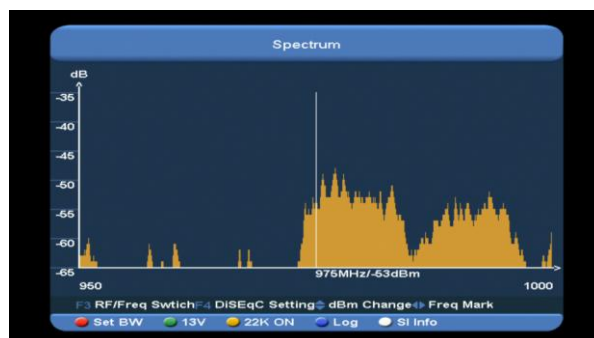 Spectrum
dB
-35
-40
-45
-50
-55
-60
-65
975MHz/-53dBm
950 1000
F3 RF/Freq Swtich F4 DiSEqC Setting dBm Change Freq Mark
Set BW 13V 22K ON Log SI Info